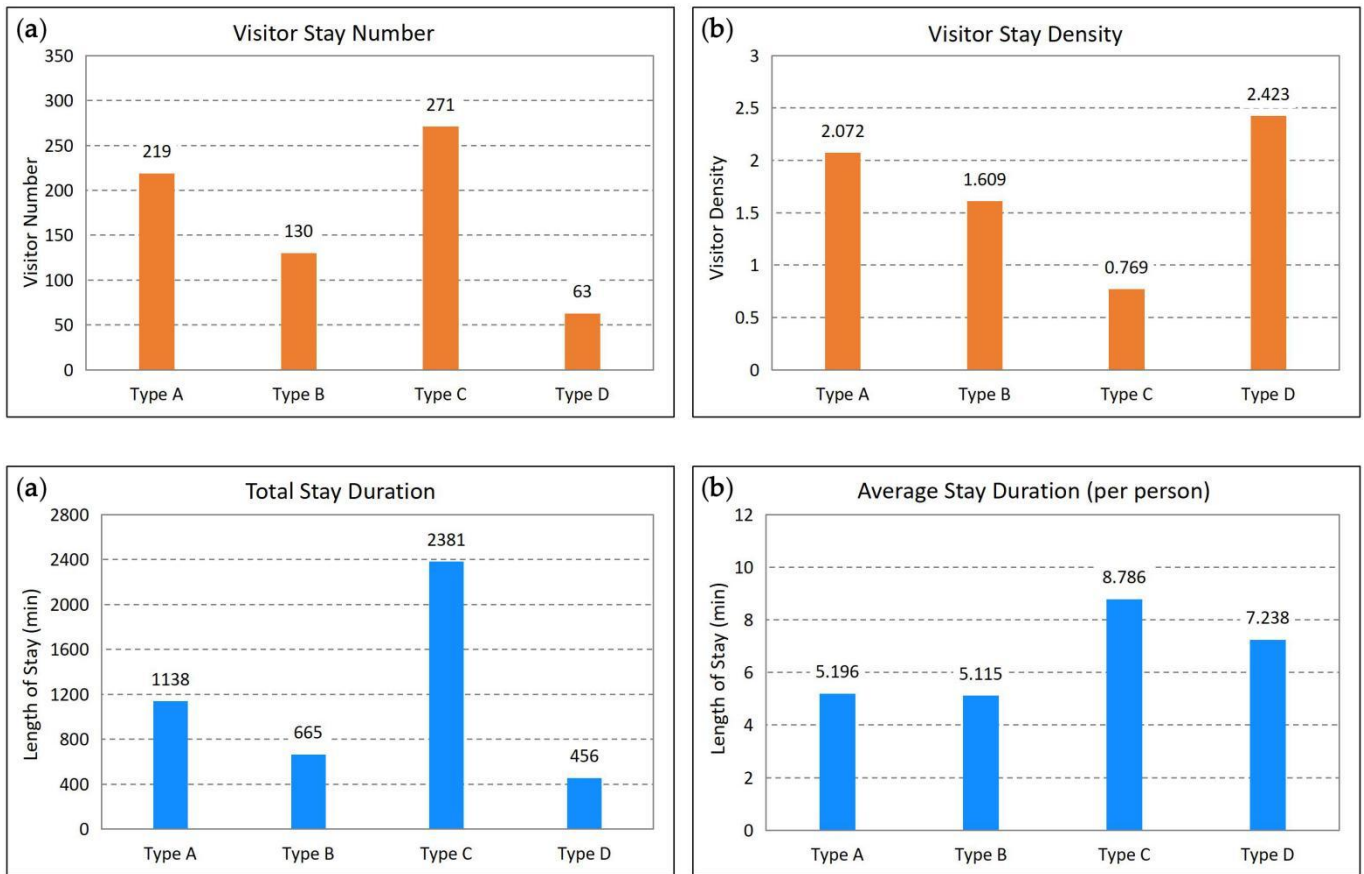 (a)
Visitor Stay Number
Visitor Number
350
300
250
200
150
100
50
0
219
130
271
63
Type A
Type B
Type C
Type D
(b)
Visitor Stay Density
Visitor Density
3
2.5
2
1.5
1
0.5
0
2.072
1.609
0.769
2.423
Type A
Type B
Type C
Type D
(a)
Total Stay Duration
Length of Stay (min)
2800
2400
2000
1600
1200
800
400
0
1138
665
2381
456
Type A
Type B
Type C
Type D
(b)
Average Stay Duration (per person)
Length of Stay (min)
12
10
8
6
4
2
0
5.196
5.115
8.786
7.238
Type A
Type B
Type C
Type D